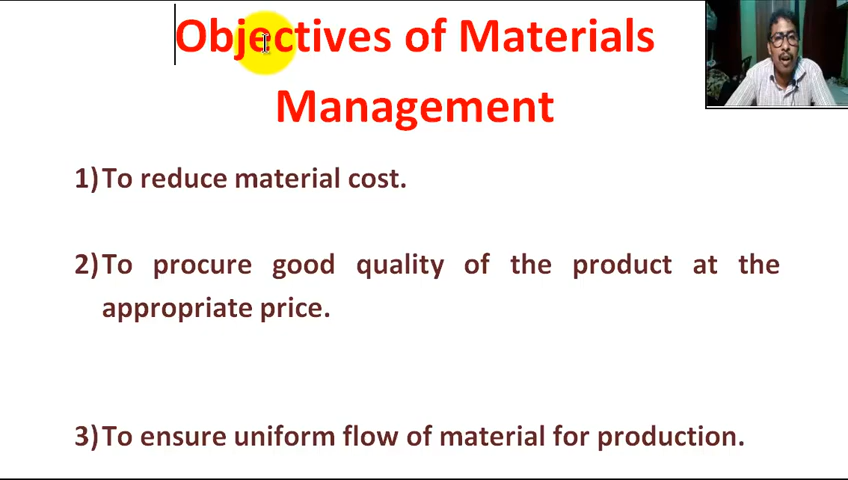 Objectives of Materials
Management
1) To reduce material cost.
2) To procure good quality of the product at the
appropriate price.
3) To ensure uniform flow of material for production.